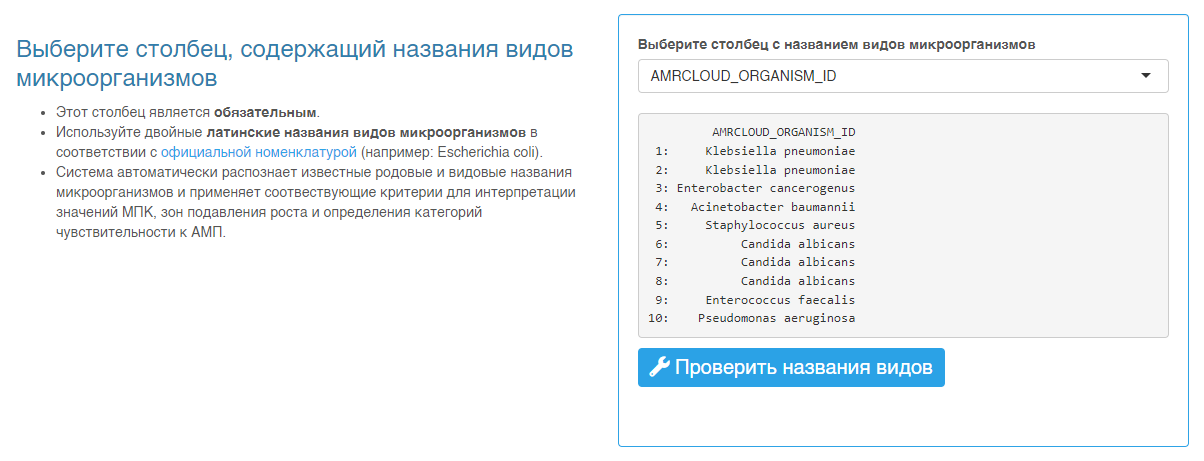 Выберите столбец, содержащий названия видов
микроорганизмов
• Этот столбец является обязательным.
• Используйте двойные латинские названия видов микроорганизмов в
соответствии с официальной номенклатурой (например: Escherichia coli).
• Система автоматически распознает известные родовые и видовые названия
микроорганизмов и применяет соотвествующие критерии для интерпретации
значений МПК, зон подавления роста и определения категорий
чувствительности к АМП.
Выберите столбец с названием видов микроорганизмов
AMRCLOUD_ORGANISM_ID
AMRCLOUD_ORGANISM_ID
1: Klebsiella pneumoniae
2: Klebsiella pneumoniae
3: Enterobacter cancerogenus
4: Acinetobacter baumannii
5: Staphylococcus aureus
6: Candida albicans
7: Candida albicans
8: Candida albicans
9: Enterococcus faecalis
10: Pseudomonas aeruginosa
Проверить названия видов